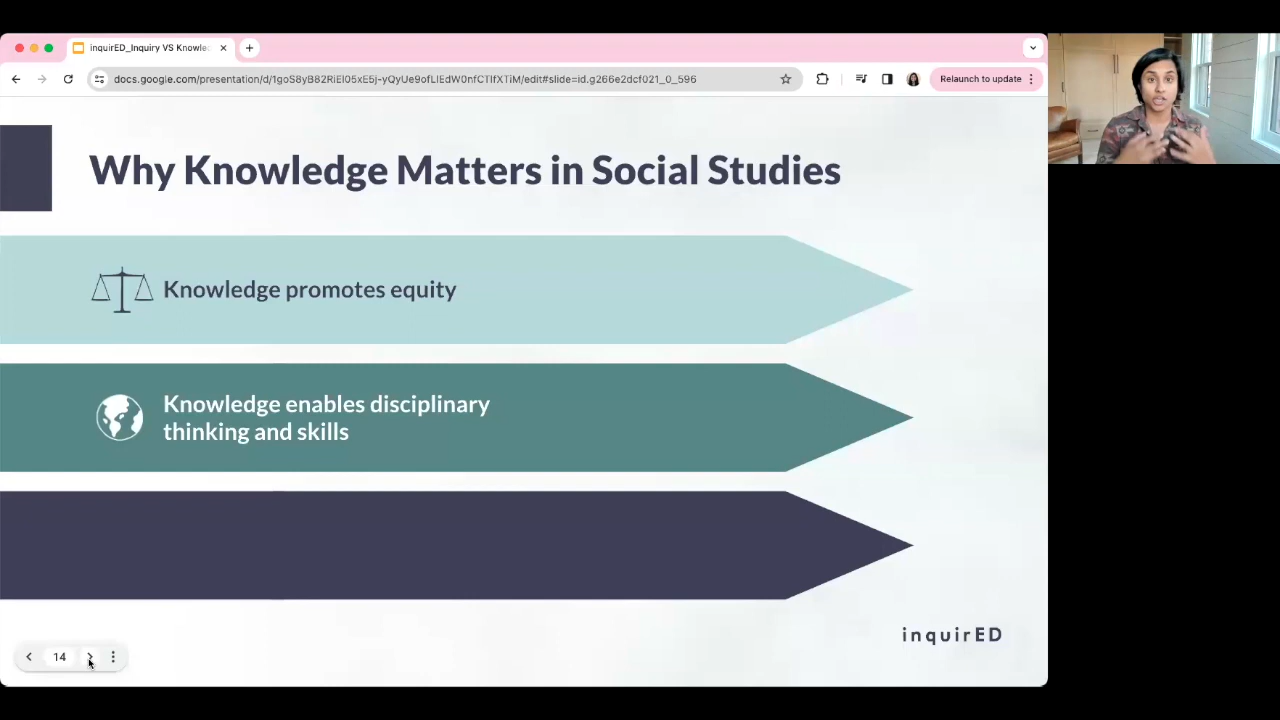 inquirED_Inquiry VS Knowle
docs.google.com/presentation/d/1goS8yB82RiEI05xE5j-yQyUe9ofLIEdW0nfCTlfXTiM/edit#slide=id.g266e2dcf021_0_596
Relaunch to update
Why Knowledge Matters in Social Studies
Knowledge promotes equity
Knowledge enables disciplinary
thinking and skills
inquirED
14